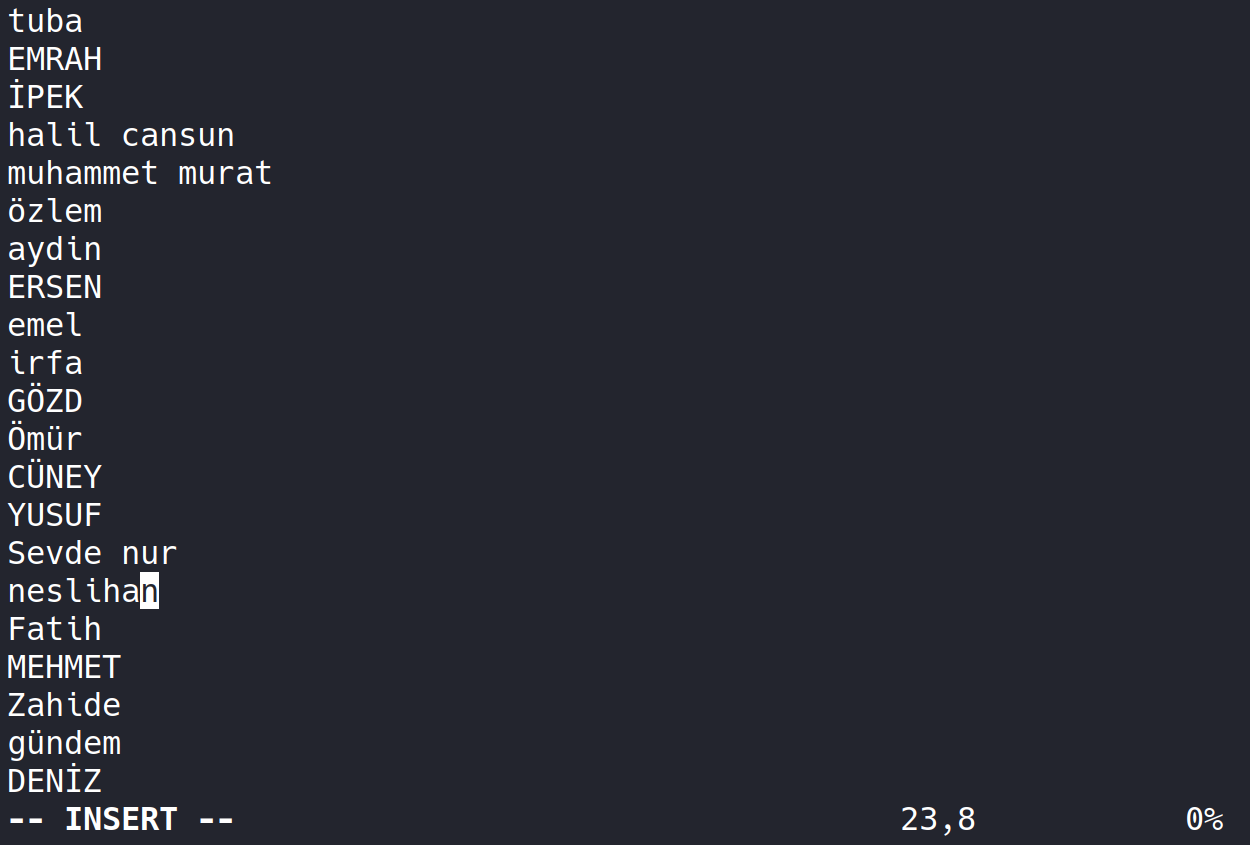 tuba
EMRAH
İPEK
halil cansun
muhammet murat
özlem
aydin
ERSEN
emel
irfa
GÖZD
Ömür
CÜNEY
YUSUF
Sevde nur
neslihan
Fatih
MEHMET
Zahide
gündem
DENİZ
-- INSERT -- 23,8 0%